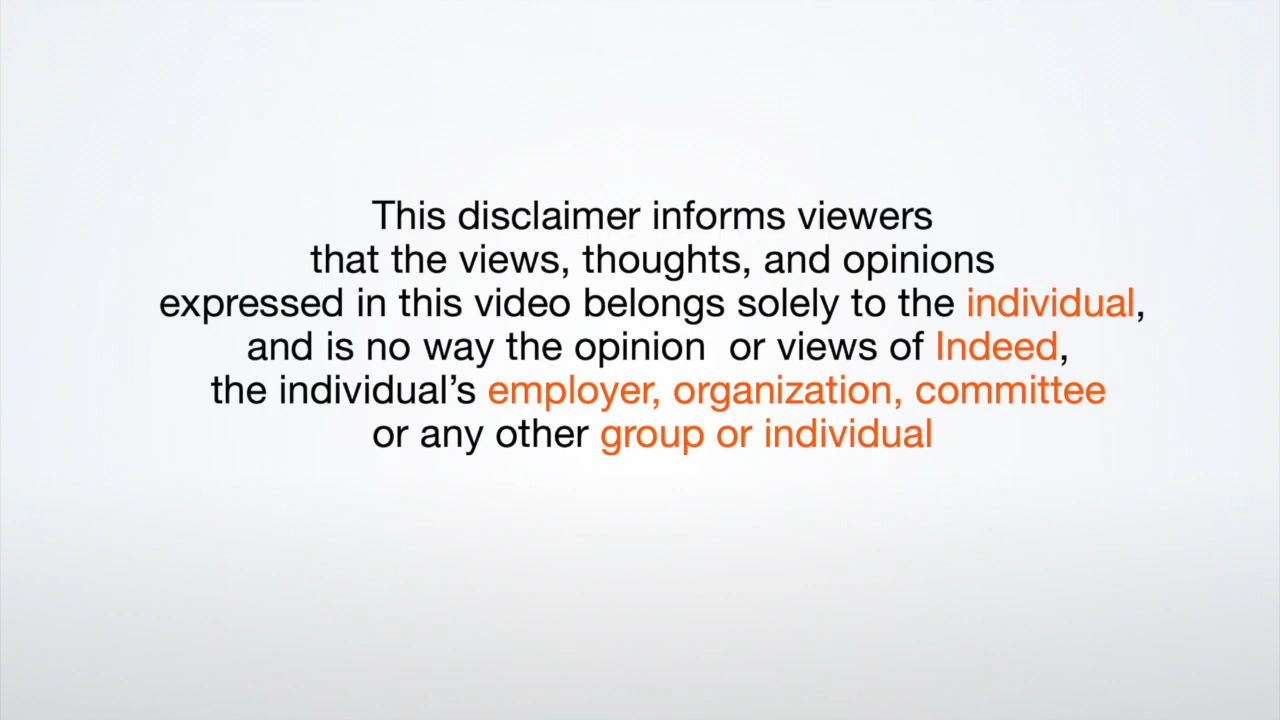 This disclaimer informs viewers
that the views, thoughts, and opinions
expressed in this video belongs solely to the individual,
and is no way the opinion  or views of Indeed,
the individual’s employer, organization, committee
or any other group or individual